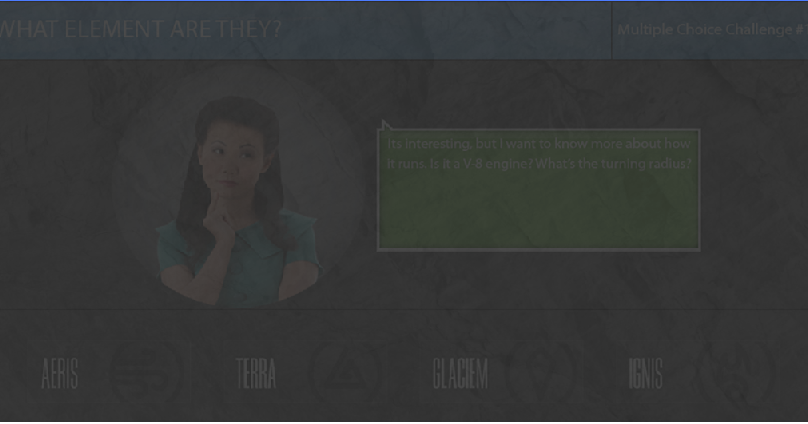 WHAT ELEMENT ARE THEY?
Multiple Choice Challenge #
Its interesting, but I want to know more about how
it runs. Is it a V-8 engine? What's the turning radius?
AERIS
TERRA
GLACIEM
IGNIS